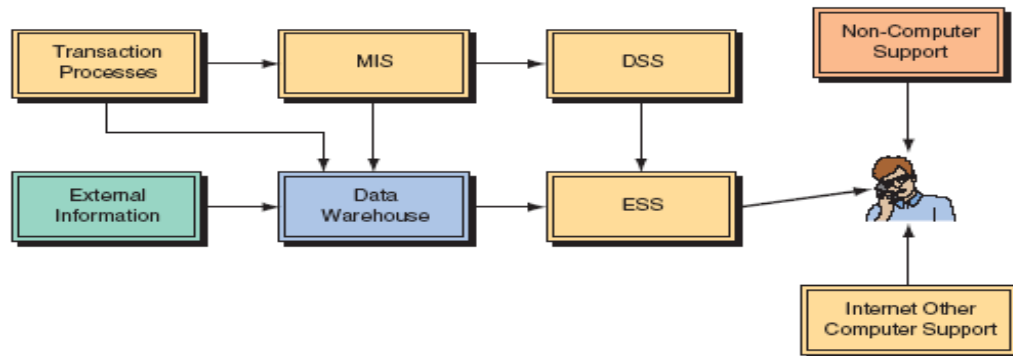 Transaction
Processes
MIS
DSS
Non-Computer
Support
External
Information
Data
Warehouse
ESS
Internet Other
Computer Support